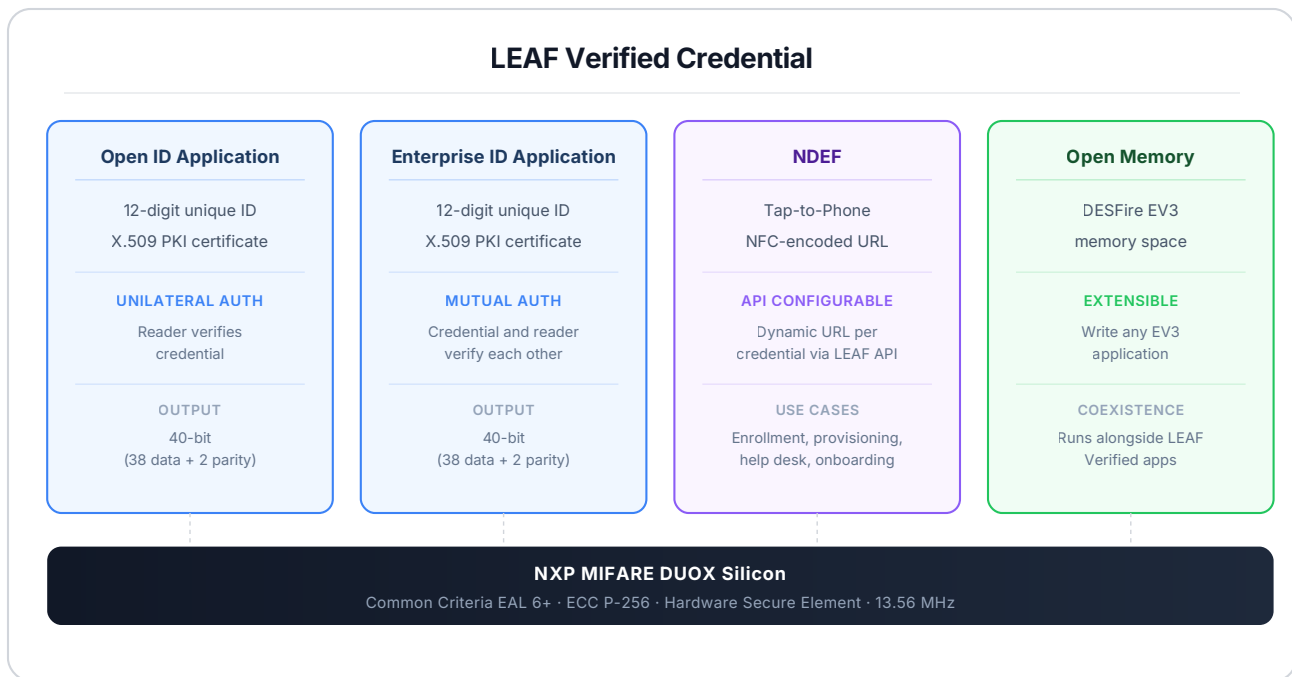 LEAF Verified Credential
Open ID Application
12-digit unique ID
X.509 PKI certificate
UNILATERAL AUTH
Reader verifies
credential
OUTPUT
40-bit
(38 data + 2 parity)
Enterprise ID Application
12-digit unique ID
X.509 PKI certificate
MUTUAL AUTH
Credential and reader
verify each other
OUTPUT
40-bit
(38 data + 2 parity)
NDEF
Tap-to-Phone
NFC-encoded URL
API CONFIGURABLE
Dynamic URL per
credential via LEAF API
USE CASES
Enrollment, provisioning,
help desk, onboarding
Open Memory
DESFire EV3
memory space
EXTENSIBLE
Write any EV3
application
COEXISTENCE
Runs alongside LEAF
Verified apps
NXP MIFARE DUOX Silicon
Common Criteria EAL 6+ · ECC P-256 · Hardware Secure Element · 13.56 MHz